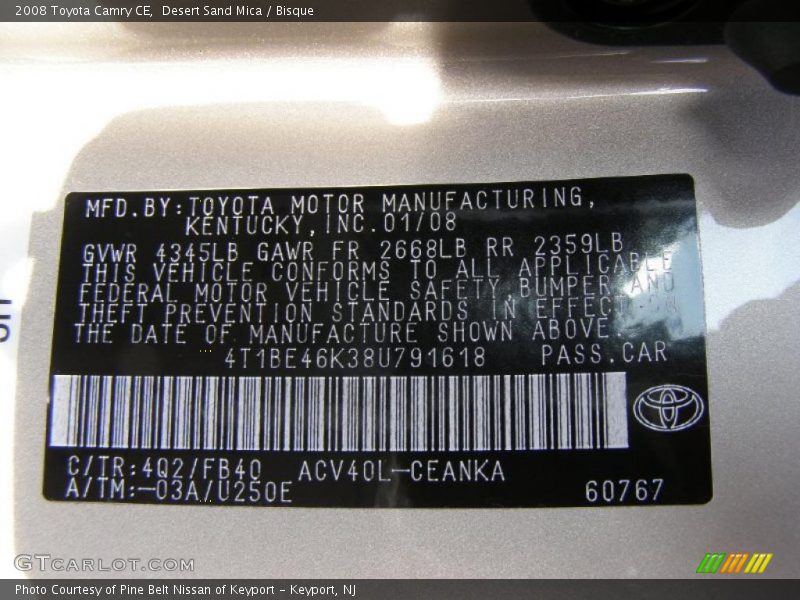 2008 Toyota Camry CE, Desert Sand Mica / Bisque
MFD.BY:TOYOTA MOTOR MANUFACTURING,
KENTUCKY,INC.01/08
GVWR 4345LB GAWR FR 2668LB RR 2359LB
THIS VEHICLE CONFORMS TO ALL APPLICABLE
FEDERAL MOTOR VEHICLE SAFETY,BUMPER AND
THEFT PREVENTION STANDARDS IN EFFECT ON
THE DATE OF MANUFACTURE SHOWN ABOVE.
4T1BE46K38U791618 PASS.CAR
C/TR:4Q2/FB40 ACV40L-CEANKA
A/TM:-03A/U250E 60767
GTCARLOT.COM
Photo Courtesy of Pine Belt Nissan of Keyport - Keyport, NJ